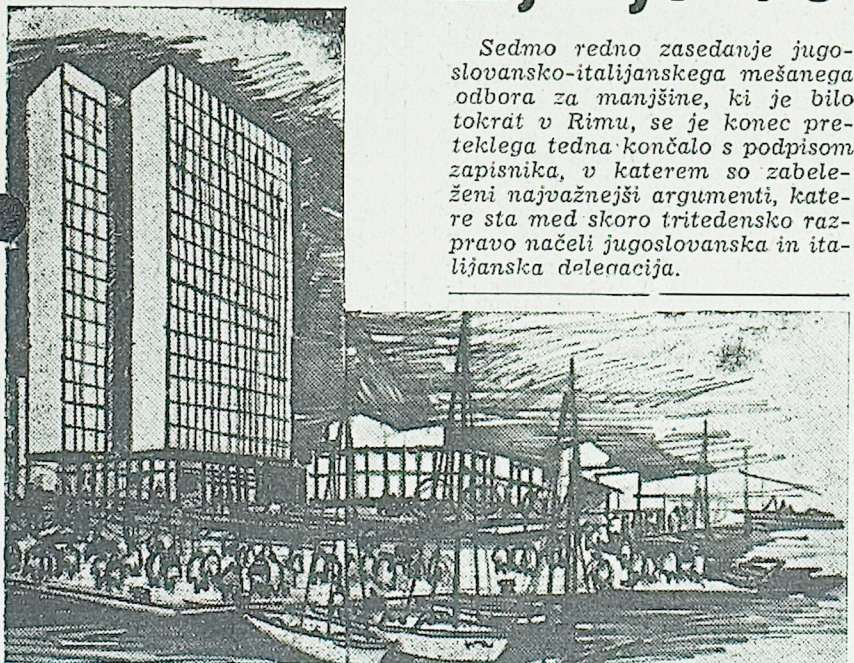 Sedmo redno zasedanje jugo-
slovansko-italijanskega mešanega
odbora za manjšine, ki je bilo
tokrat v Rimu, se je konec pre-
teklega tedna končalo s podpisom
zapisnika, v katerem so zabele-
ženi najvažnejši argumenti, kate-
re sta med skoro tritedensko raz-
pravo načeli jugoslovanska in ita-
lijanska delegacija.